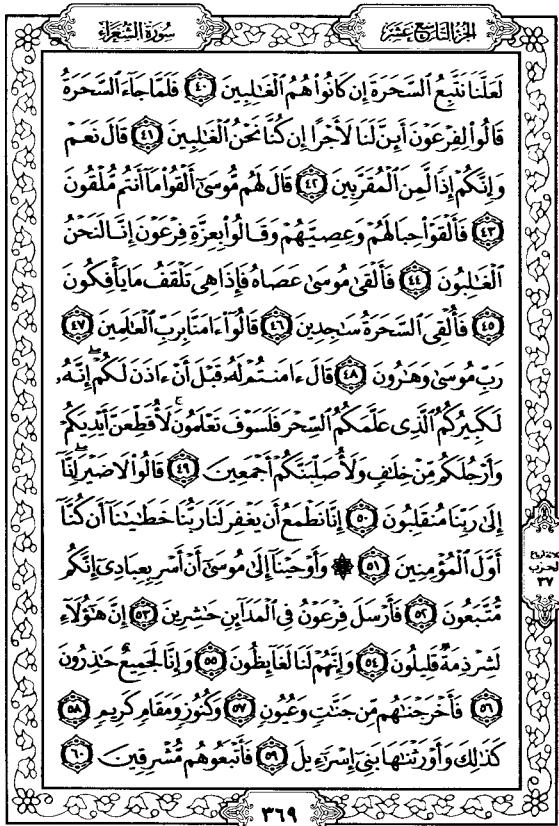 الجزء التاسع عشر
سورة الشعراء
لَعَلَّنَا نَتَّبِعُ ٱلسَّحَرَةَ إِن كَانُوا۟ هُمُ ٱلْغَٰلِبِينَ ٤٠ فَلَمَّا جَآءَ ٱلسَّحَرَةُ
قَالُوا۟ لِفِرْعَوْنَ أَئِنَّ لَنَا لَأَجْرًا إِن كُنَّا نَحْنُ ٱلْغَٰلِبِينَ ٤١ قَالَ نَعَمْ
وَإِنَّكُمْ إِذًا لَّمِنَ ٱلْمُقَرَّبِينَ ٤٢ قَالَ لَهُم مُّوسَىٰٓ أَلْقُوا۟ مَآ أَنتُم مُّلْقُونَ
٤٣ فَأَلْقَوْا۟ حِبَالَهُمْ وَعِصِيَّهُمْ وَقَالُوا۟ بِعِزَّةِ فِرْعَوْنَ إِنَّا لَنَحْنُ
ٱلْغَٰلِبُونَ ٤٤ فَأَلْقَىٰ مُوسَىٰ عَصَاهُ فَإِذَا هِىَ تَلْقَفُ مَا يَأْفِكُونَ
٤٥ فَأُلْقِىَ ٱلسَّحَرَةُ سَٰجِدِينَ ٤٦ قَالُوٓا۟ ءَامَنَّا بِرَبِّ ٱلْعَٰلَمِينَ ٤٧
رَبِّ مُوسَىٰ وَهَٰرُونَ ٤٨ قَالَ ءَامَنتُمْ لَهُۥ قَبْلَ أَنْ ءَاذَنَ لَكُمْ ۖ إِنَّهُۥ
لَكَبِيرُكُمُ ٱلَّذِى عَلَّمَكُمُ ٱلسِّحْرَ فَلَسَوْفَ تَعْلَمُونَ ۚ لَأُقَطِّعَنَّ أَيْدِيَكُمْ
وَأَرْجُلَكُم مِّنْ خِلَٰفٍ وَلَأُصَلِّبَنَّكُمْ أَجْمَعِينَ ٤٩ قَالُوا۟ لَا ضَيْرَ ۖ إِنَّآ
إِلَىٰ رَبِّنَا مُنقَلِبُونَ ٥٠ إِنَّا نَطْمَعُ أَن يَغْفِرَ لَنَا رَبُّنَا خَطَٰيَٰنَآ أَن كُنَّآ
أَوَّلَ ٱلْمُؤْمِنِينَ ٥١ ۞ وَأَوْحَيْنَآ إِلَىٰ مُوسَىٰٓ أَنْ أَسْرِ بِعِبَادِىٓ إِنَّكُم
مُّتَّبَعُونَ ٥٢ فَأَرْسَلَ فِرْعَوْنُ فِى ٱلْمَدَآئِنِ حَٰشِرِينَ ٥٣ إِنَّ هَٰٓؤُلَآءِ
لَشِرْذِمَةٌ قَلِيلُونَ ٥٤ وَإِنَّهُمْ لَنَا لَغَآئِظُونَ ٥٥ وَإِنَّا لَجَمِيعٌ حَٰذِرُونَ
٥٦ فَأَخْرَجْنَٰهُم مِّن جَنَّٰتٍ وَعُيُونٍ ٥٧ وَكُنُوزٍ وَمَقَامٍ كَرِيمٍ ٥٨
كَذَٰلِكَ وَأَوْرَثْنَٰهَا بَنِىٓ إِسْرَٰٓءِيلَ ٥٩ فَأَتْبَعُوهُم مُّشْرِقِينَ ٦٠
الحزب
٣٧
٣٦٩